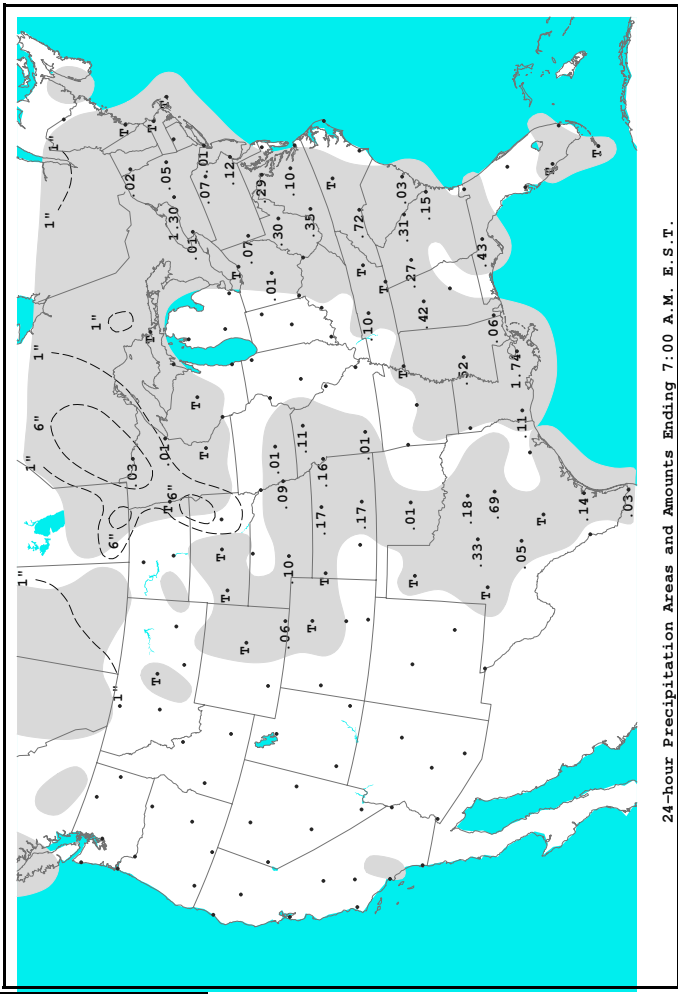 1"
1"
1"
6"
1"
1"
1"
6"
1"
T
.02
.03
T
T
T
T
.01
.05
T
6"
1.30
.01
T
.01
T
.07
T
T
.12
T
T
.07
.29
.01
.01
.30
.09
.06
.10
.10
.11
.35
T
.17
.16
T
T
.72
.17
T
.01
.10
T
.03
.31
T
.01
.27
T
.42
.15
.52
.18
.33
.43
T
.06
.69
1.74
.05
.11
T
T
.14
T
.03
24-hour Precipitation Areas and Amounts Ending 7:00 A.M. E.S.T.